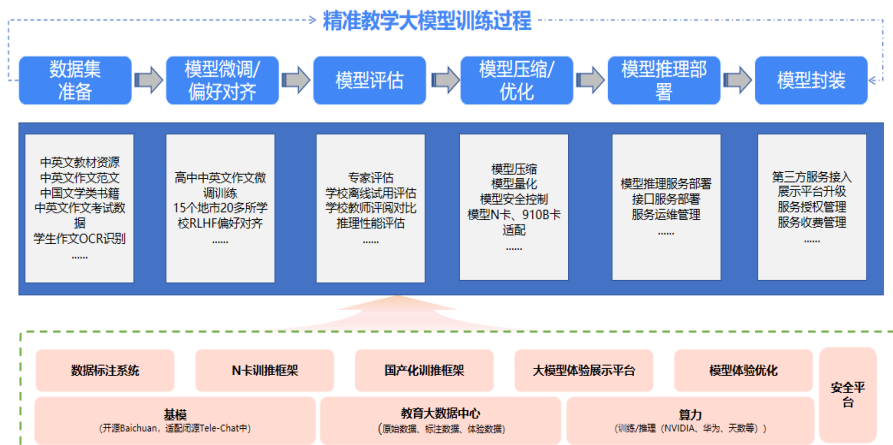 精准教学大模型训练过程
数据集
准备
模型微调/
偏好对齐
模型评估
模型压缩/
优化
模型推理部
署
模型封装
中英文教材资源
中英文作文范文
中国文学类书籍
中英文作文考试数
据
学生作文OCR识别
......
高中中英文作文微
调训练
15个地市20多所学
校RLHF偏好对齐
......
专家评估
学校离线试用评估
学校教师评阅对比
推理性能评估
......
模型压缩
模型量化
模型安全控制
模型N卡、910B卡
适配
......
模型推理服务部署
接口服务部署
服务运维管理
......
第三方服务接入
展示平台升级
服务授权管理
服务收费管理
......
数据标注系统
N卡训推框架
国产化训推框架
大模型体验展示平台
模型体验优化
安全平
台
基模
(开源Baichuan，适配闭源Tele-Chat中)
教育大数据中心
(原始数据、标注数据、体验数据)
算力
(训练/推理（NVIDIA、华为、天数等）)